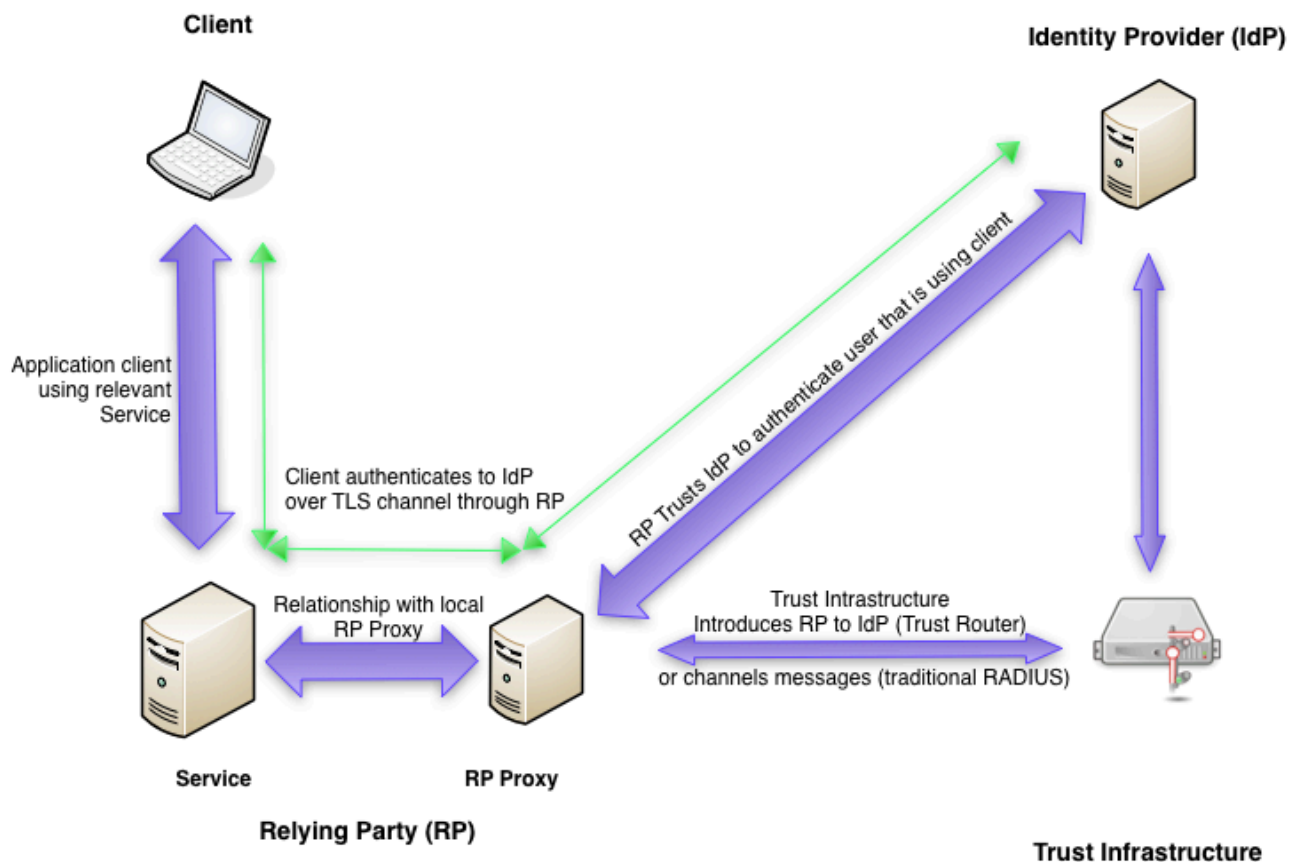 Client
Identity Provider (IdP)
Application client
using relevant
Service
Client authenticates to IdP
over TLS channel through RP
RP Trusts IdP to authenticate user that is using client
Relationship with local
RP Proxy
Trust Intrastructure
Introduces RP to IdP (Trust Router)
or channels messages (traditional RADIUS)
Service
RP Proxy
Relying Party (RP)
Trust Infrastructure